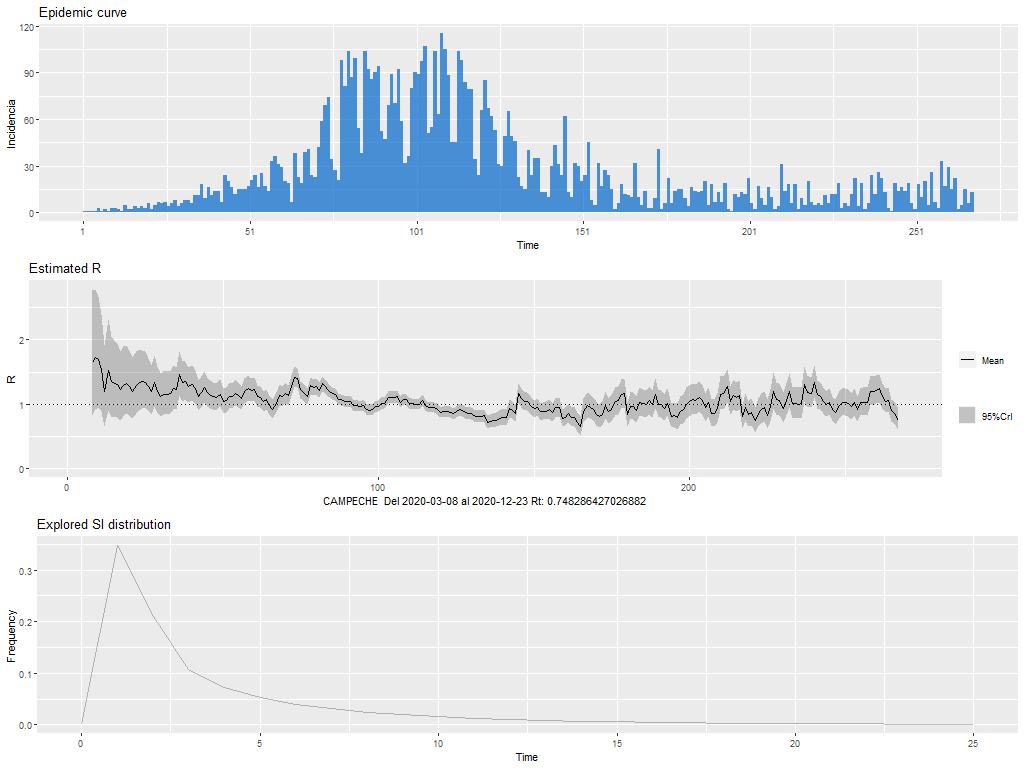 Epidemic curve
Incidencia
120
90
60
30
0
1 51 101 151 201 251
Time
Estimated R
R
2
1
0
0 100 200
CAMPECHE Del 2020-03-08 al 2020-12-23 Rt: 0.748286427026882
Mean
95%CrI
Explored SI distribution
Frequency
0.3
0.2
0.1
0.0
0 5 10 15 20 25
Time